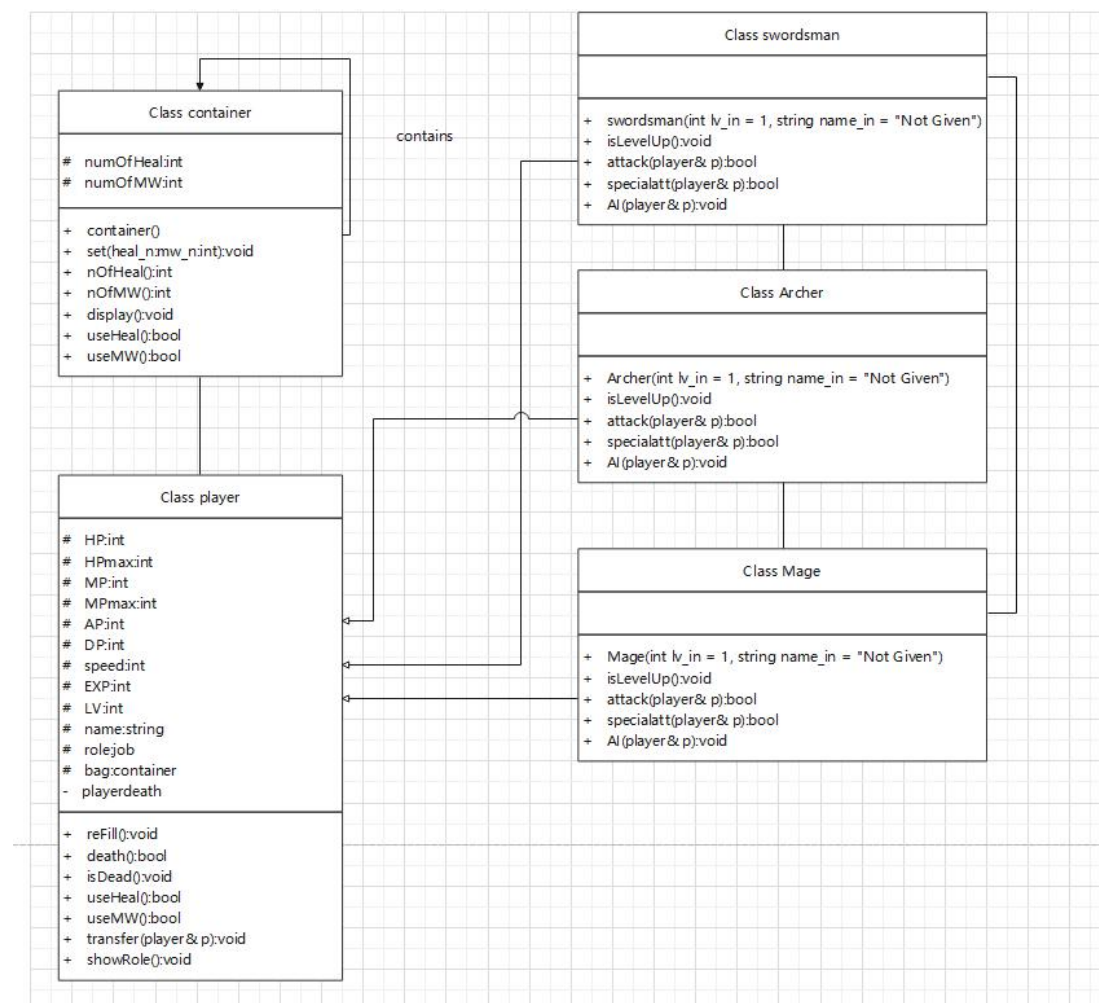 Class container
# numOfHeal:int
# numOfMW:int
+ container()
+ set(heal_n:mw_n:int):void
+ nOfHeal():int
+ nOfMW():int
+ display():void
+ useHeal():bool
+ useMW():bool
contains
Class player
# HP:int
# HPmax:int
# MP:int
# MPmax:int
# AP:int
# DP:int
# speed:int
# EXP:int
# LV:int
# name:string
# role:job
# bag:container
- playerdeath
+ reFill():void
+ death():bool
+ isDead():void
+ useHeal():bool
+ useMW():bool
+ transfer(player& p):void
+ showRole():void
Class swordsman
+ swordsman(int lv_in = 1, string name_in = "Not Given")
+ isLevelUp():void
+ attack(player& p):bool
+ specialatt(player& p):bool
+ AI(player& p):void
Class Archer
+ Archer(int lv_in = 1, string name_in = "Not Given")
+ isLevelUp():void
+ attack(player& p):bool
+ specialatt(player& p):bool
+ AI(player& p):void
Class Mage
+ Mage(int lv_in = 1, string name_in = "Not Given")
+ isLevelUp():void
+ attack(player& p):bool
+ specialatt(player& p):bool
+ AI(player& p):void